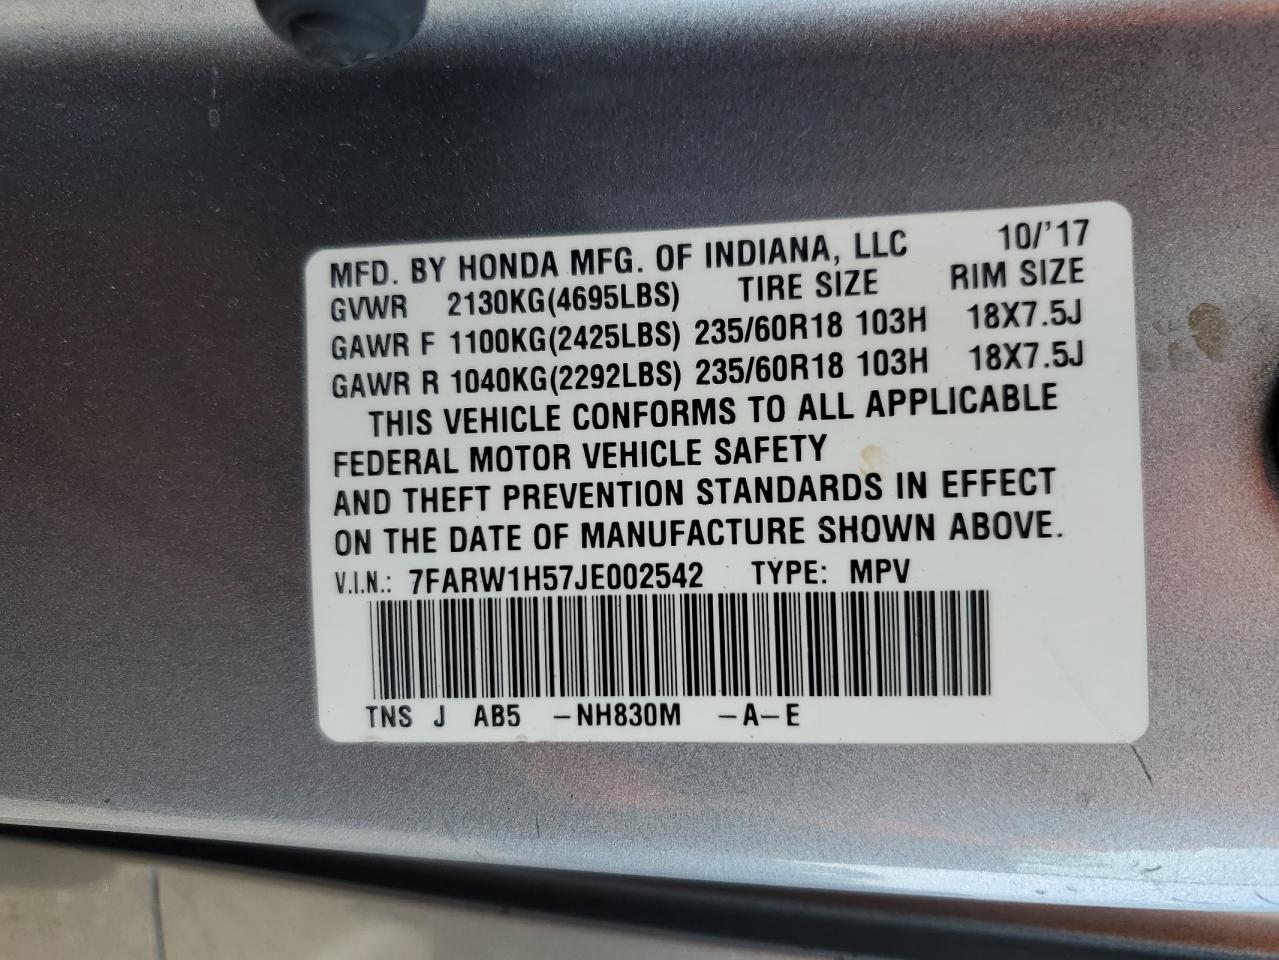 MFD. BY HONDA MFG. OF INDIANA, LLC 10/'17
GVWR 2130KG(4695LBS) TIRE SIZE RIM SIZE
GAWR F 1100KG(2425LBS) 235/60R18 103H 18X7.5J
GAWR R 1040KG(2292LBS) 235/60R18 103H 18X7.5J
THIS VEHICLE CONFORMS TO ALL APPLICABLE
FEDERAL MOTOR VEHICLE SAFETY
AND THEFT PREVENTION STANDARDS IN EFFECT
ON THE DATE OF MANUFACTURE SHOWN ABOVE.
V.I.N.: 7FARW1H57JE002542 TYPE: MPV
TNS J AB5 -NH830M -A-E